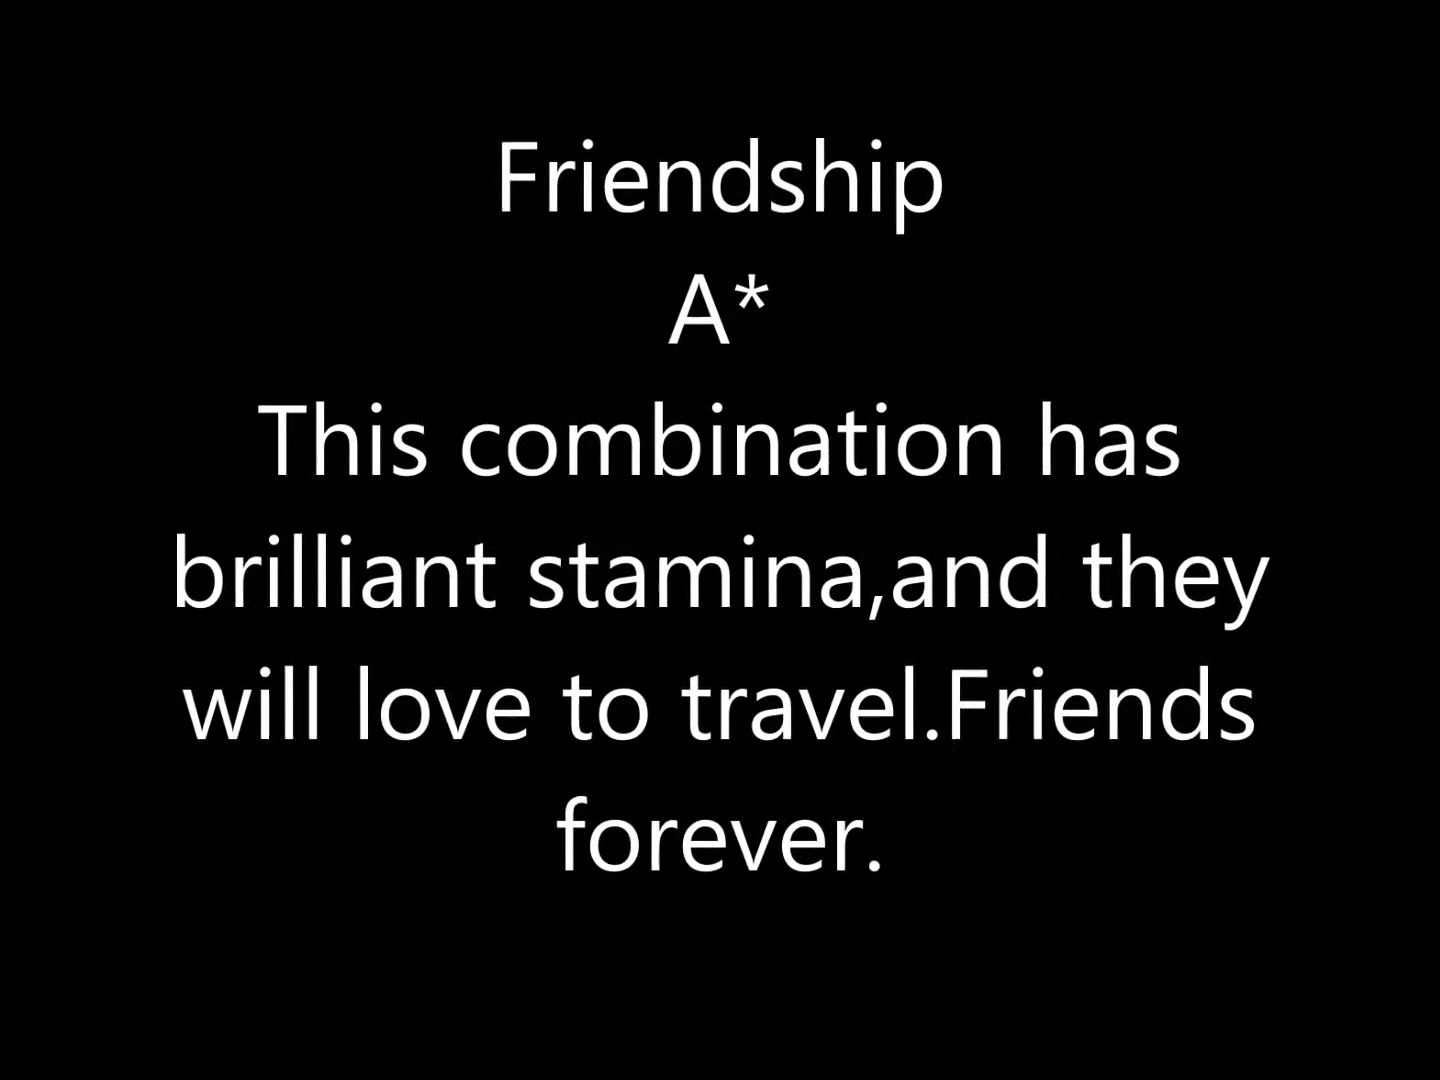 Friendship
A*
This combination has
brilliant stamina,and they
will love to travel.Friends
forever.